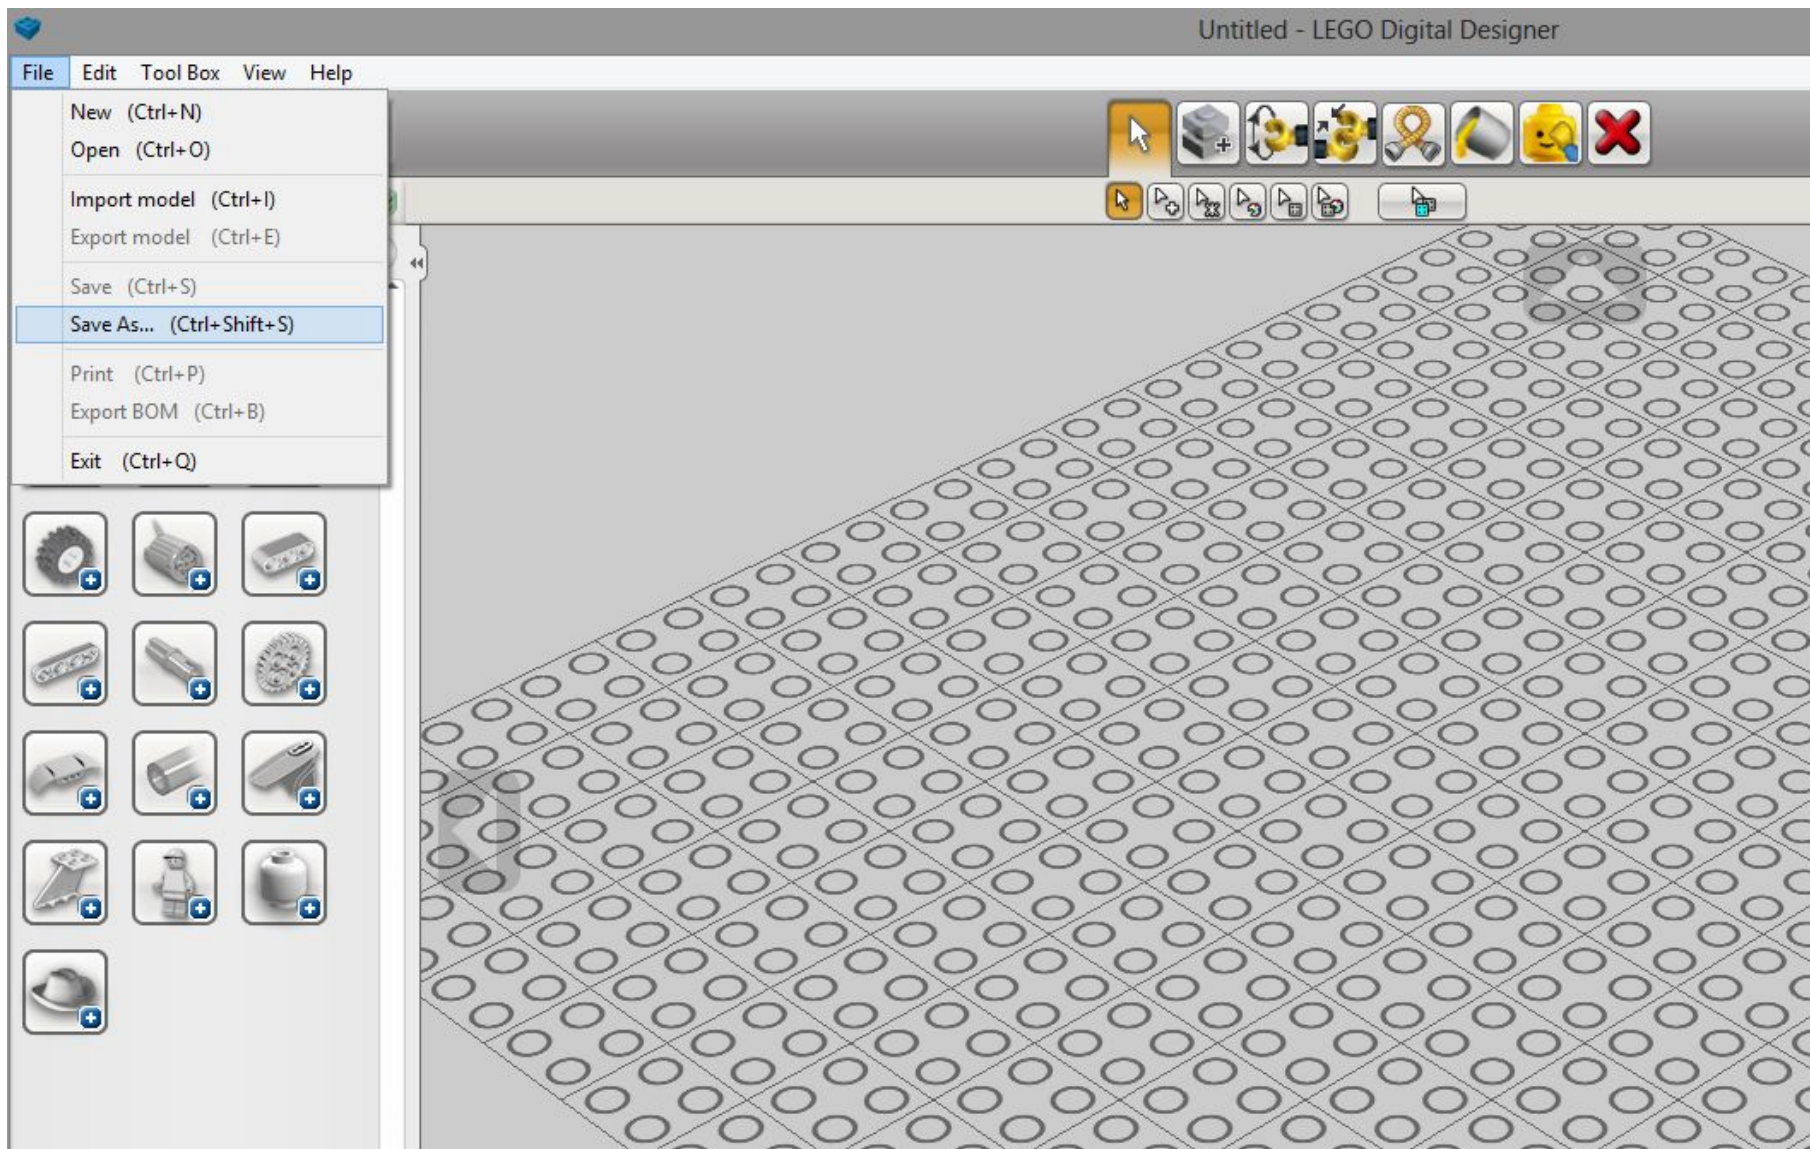 Untitled - LEGO Digital Designer
File Edit Tool Box View Help
New (Ctrl+N)
Open (Ctrl+O)
Import model (Ctrl+I)
Export model (Ctrl+E)
Save (Ctrl+S)
Save As... (Ctrl+Shift+S)
Print (Ctrl+P)
Export BOM (Ctrl+B)
Exit (Ctrl+Q)